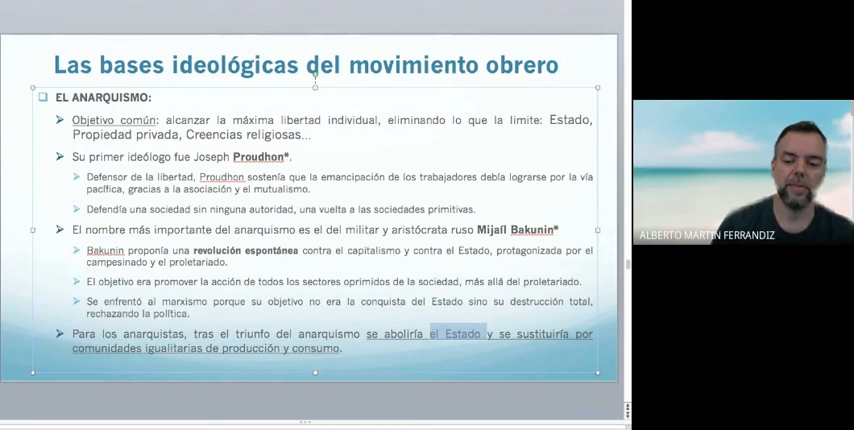 Las bases ideológicas del movimiento obrero
EL ANARQUISMO:
Objetivo común: alcanzar la máxima libertad individual, eliminando lo que la limite: Estado,
Propiedad privada, Creencias religiosas...
Su primer ideólogo fue Joseph Proudhon*.
Defensor de la libertad, Proudhon sostenía que la emancipación de los trabajadores debía lograrse por la vía
pacífica, gracias a la asociación y el mutualismo.
Defendía una sociedad sin ninguna autoridad, una vuelta a las sociedades primitivas.
El nombre más importante del anarquismo es el del militar y aristócrata ruso Mijaíl Bakunin*
Bakunin proponía una revolución espontánea contra el capitalismo y contra el Estado, protagonizada por el
campesinado y el proletariado.
El objetivo era promover la acción de todos los sectores oprimidos de la sociedad, más allá del proletariado.
Se enfrentó al marxismo porque su objetivo no era la conquista del Estado sino su destrucción total,
rechazando la política.
Para los anarquistas, tras el triunfo del anarquismo se aboliría el Estado y se sustituiría por
comunidades igualitarias de producción y consumo.
ALBERTO MARTIN FERRANDIZ